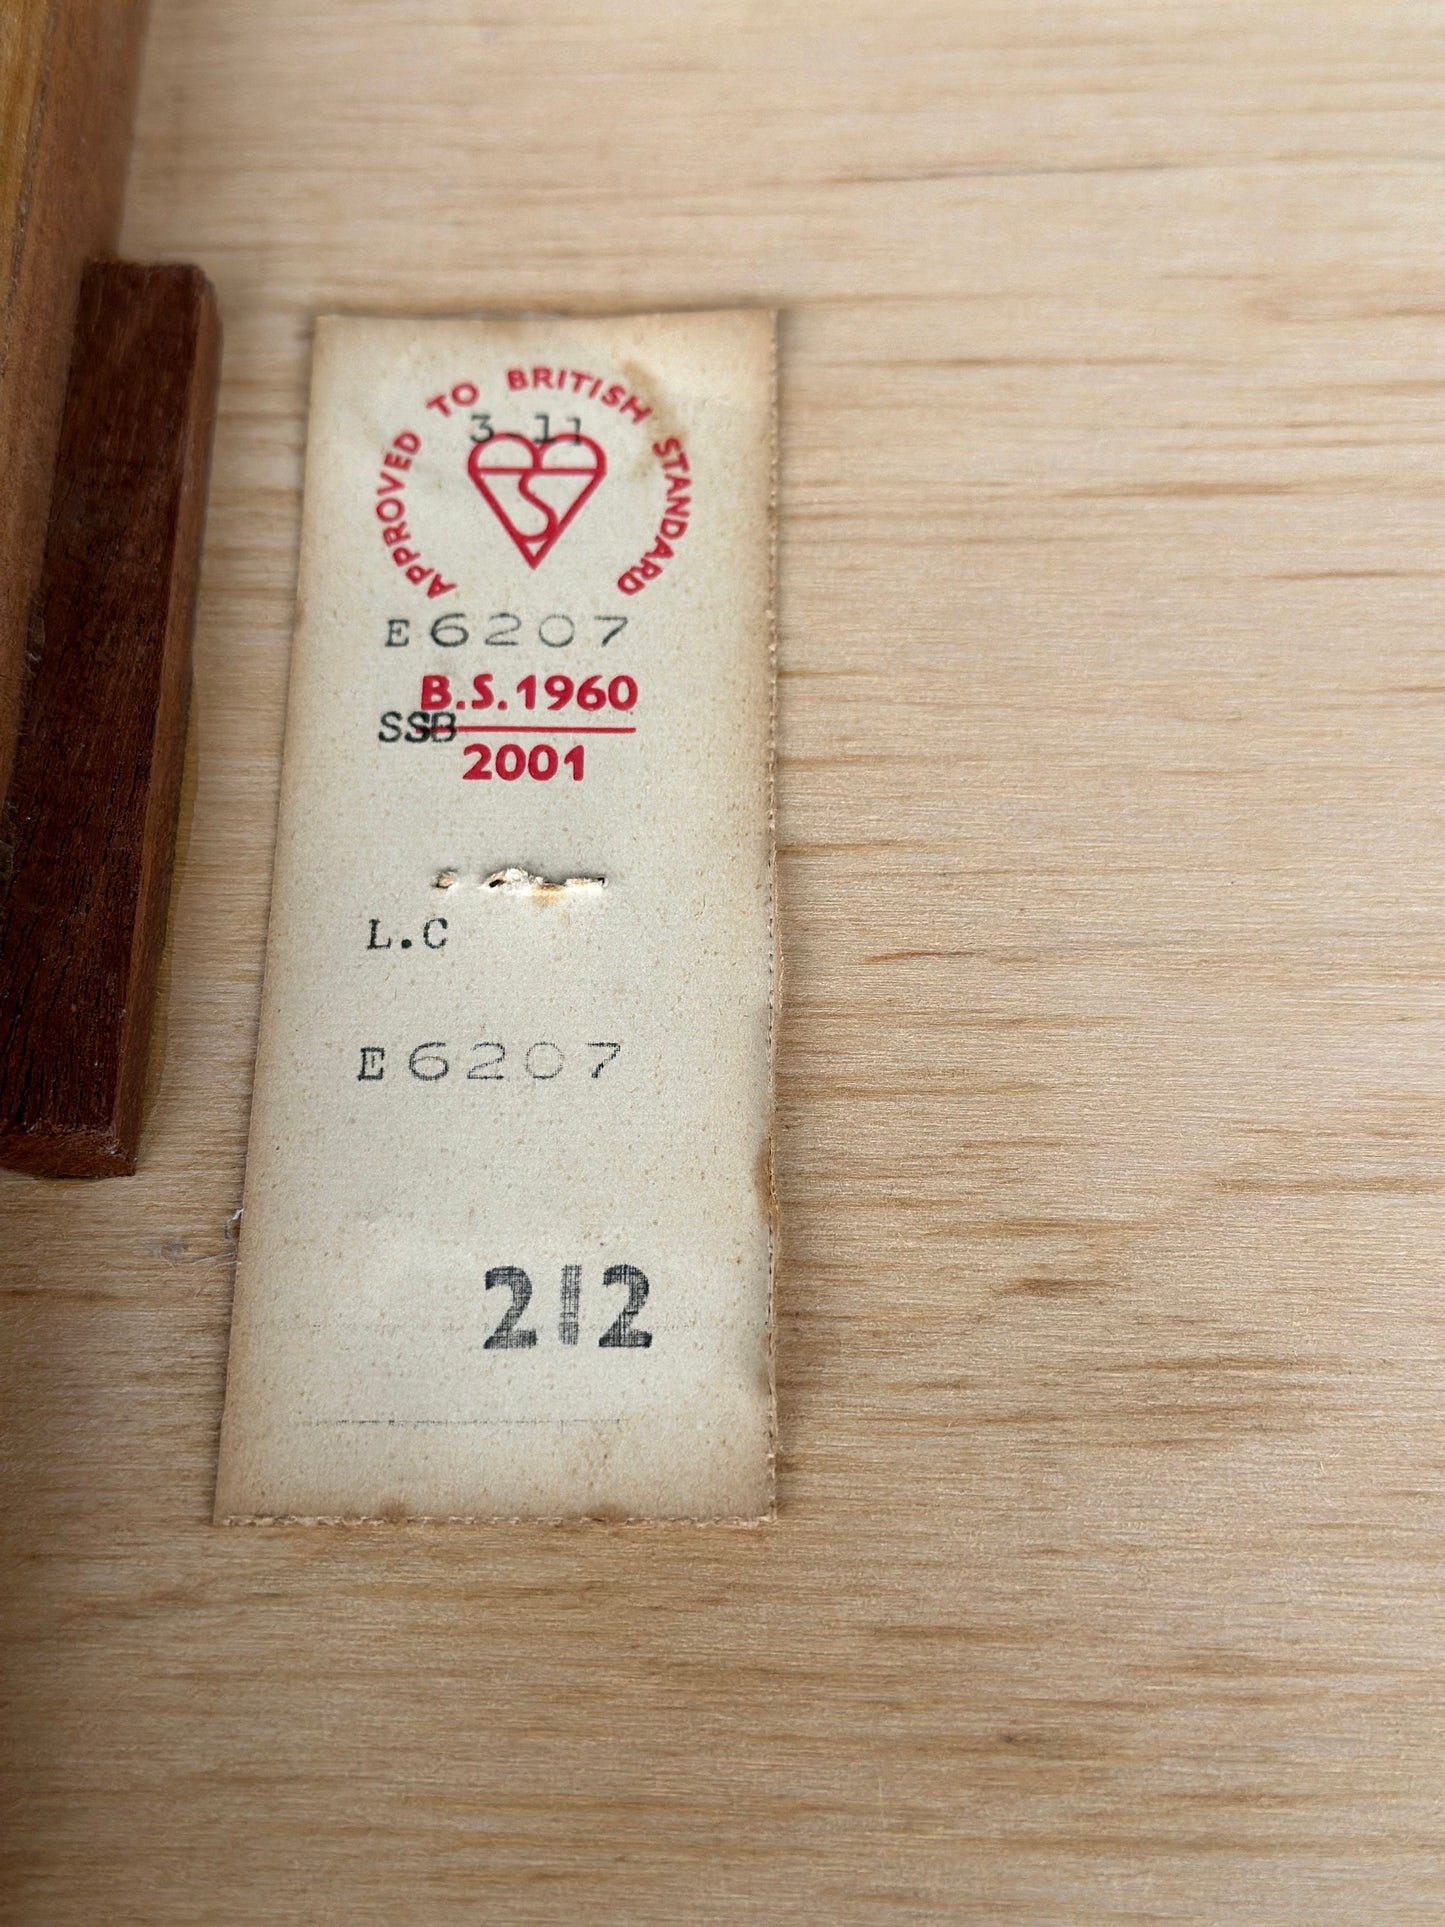 APPROVED TO BRITISH STANDARD
3 11
E6207
B.S.1960
SSB
2001
L.C
E6207
212